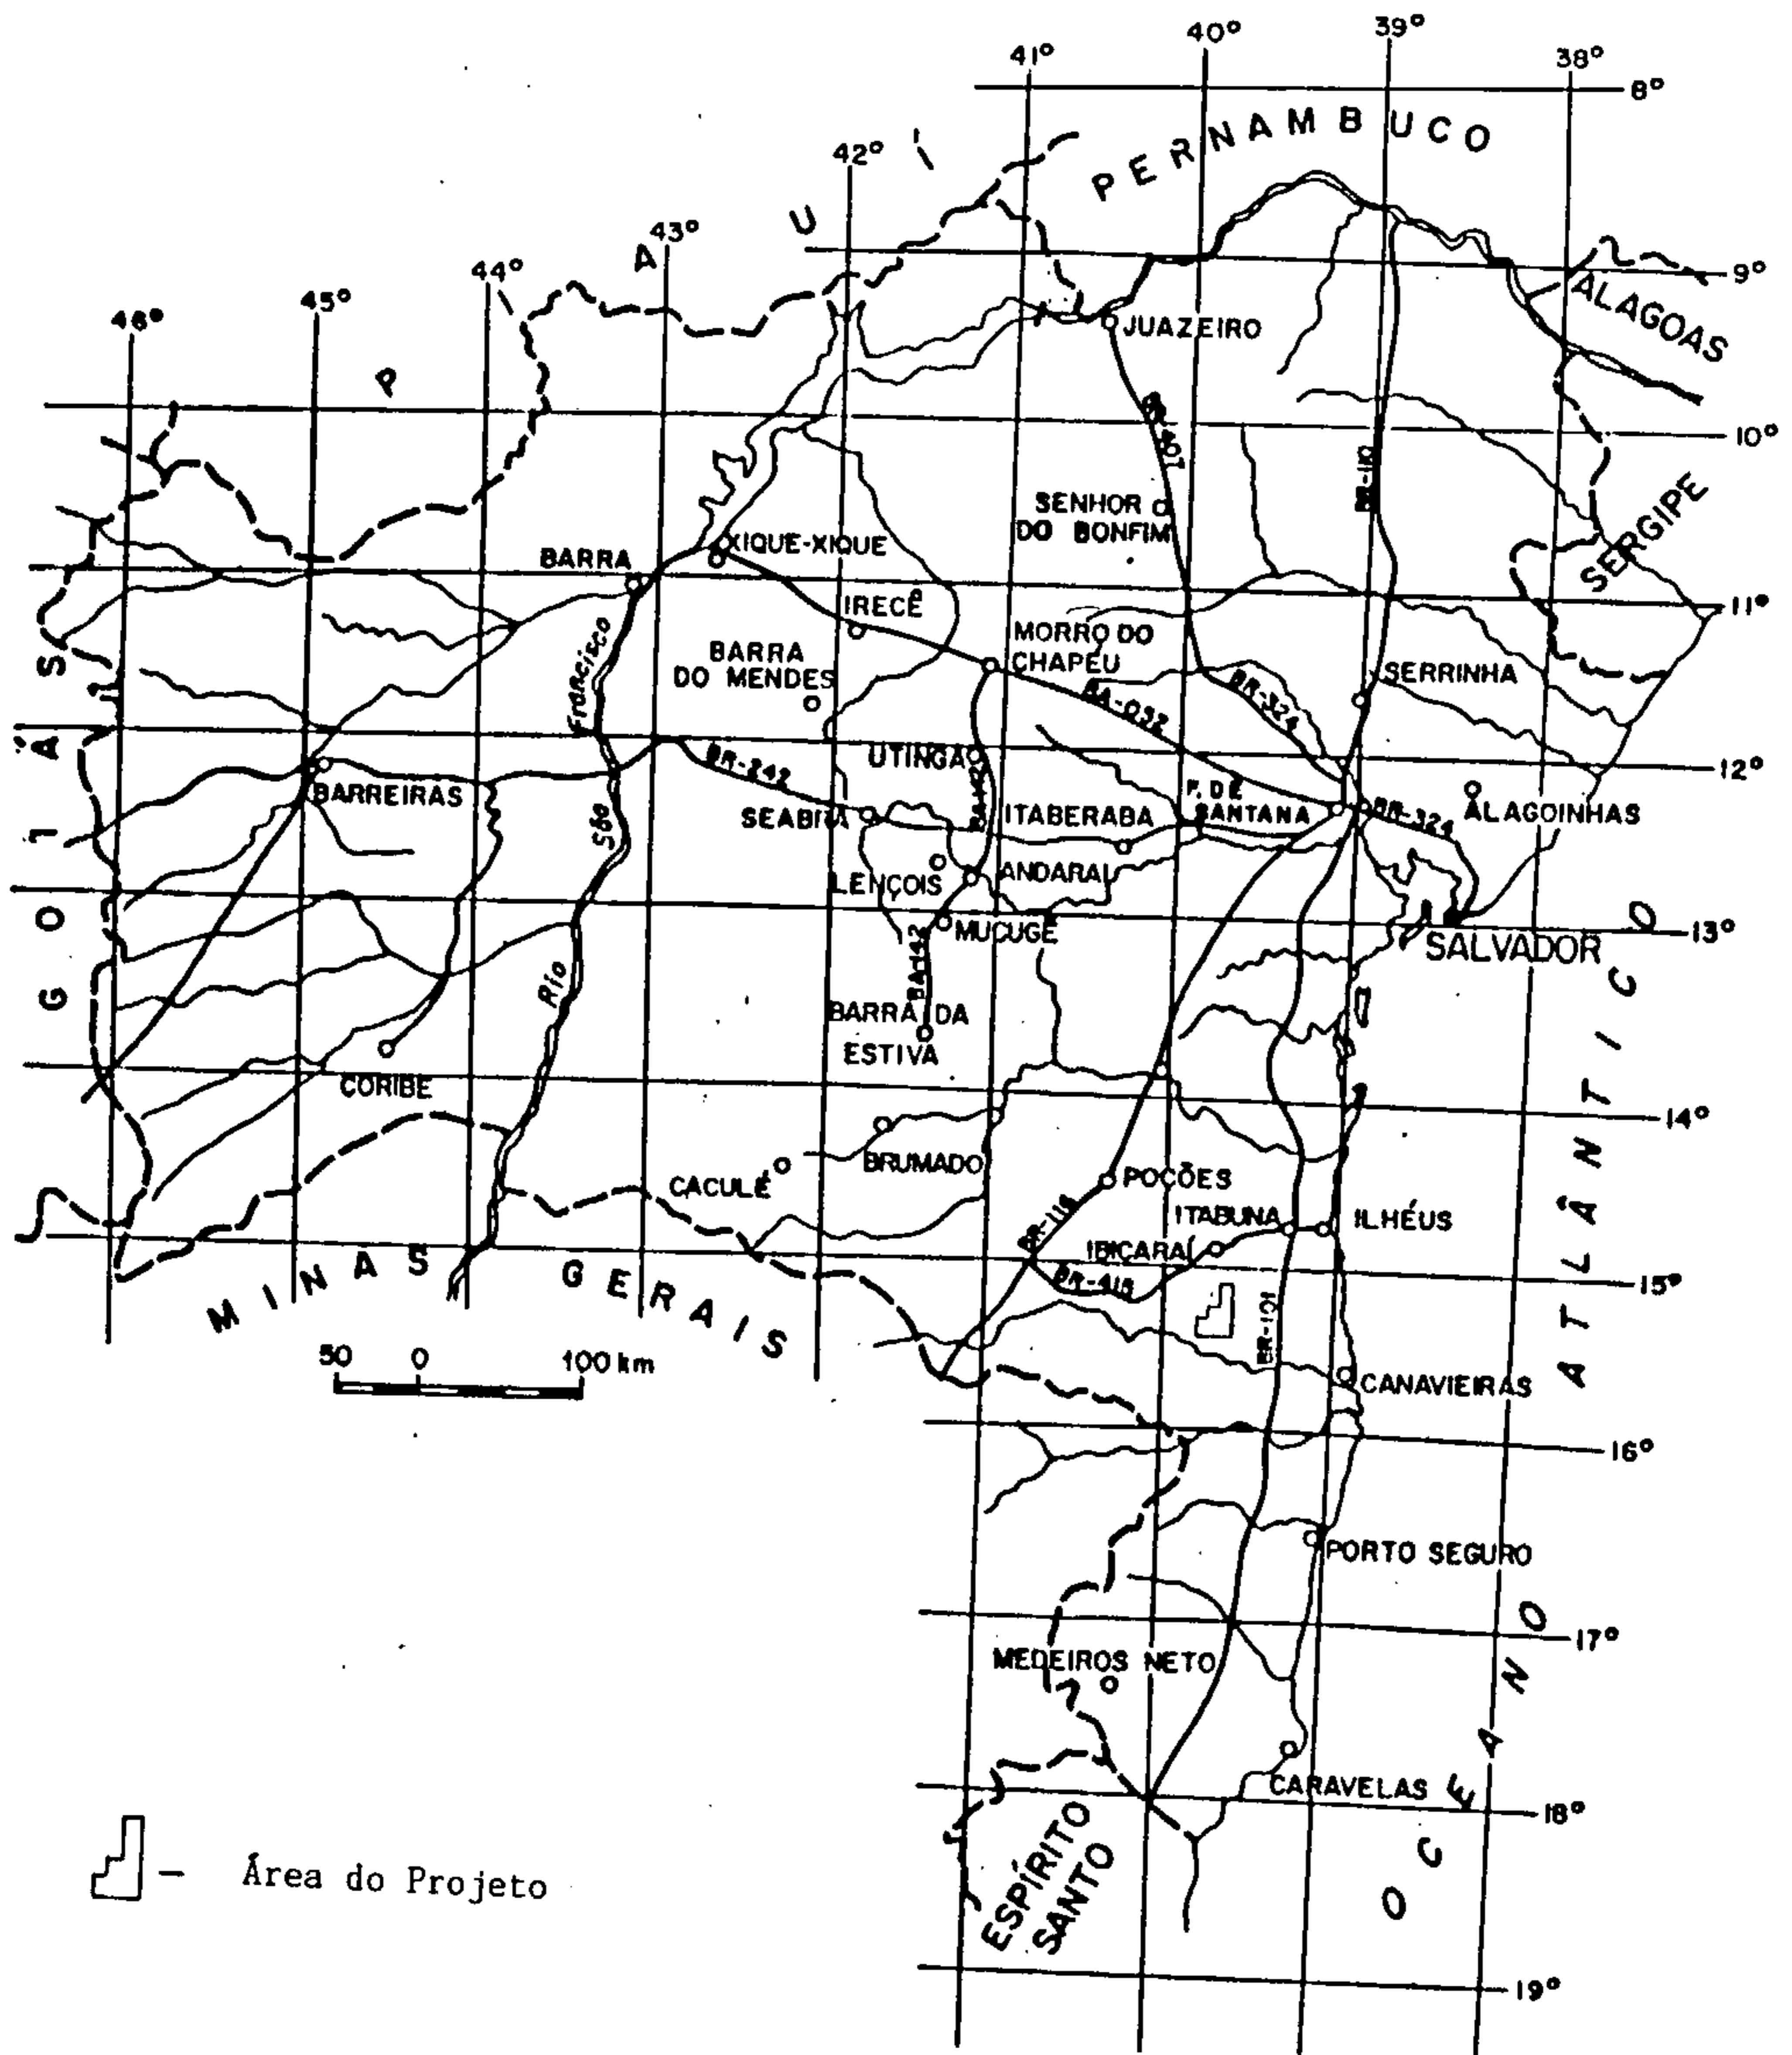 39°
40°
41°
38°
8°
PERNAMBUCO
42°
PIAUÍ
43°
44°
45°
46°
9°
ALAGOAS
JUAZEIRO
10°
BR-407
BR-110
SENHOR
DO BONFIM
SERGIPE
XIQUE-XIQUE
BARRA
11°
IRECÊ
MORRO DO
CHAPÉU
BARRA
DO MENDES
SERRINHA
BA-052
BR-324
Rio São Francisco
GOIÁS
UTINGA
12°
BR-242
BARREIRAS
SEABRA
BA-142
ITABERABA
F. DE
SANTANA
BR-324
ALAGOINHAS
LENÇOIS
ANDARAÍ
MUCUGÊ
SALVADOR
13°
BA-142
BARRA DA
ESTIVA
CORIBE
14°
BRUMADO
CACULÉ
POÇÕES
ITABUNA
ILHÉUS
BR-116
IBICARAÍ
BR-415
15°
MINAS GERAIS
BR-101
50 0 100 km
CANAVIEIRAS
16°
PORTO SEGURO
OCEANO ATLÂNTICO
17°
MEDEIROS NETO
CARAVELAS
18°
ESPÍRITO
SANTO
— Área do Projeto
19°